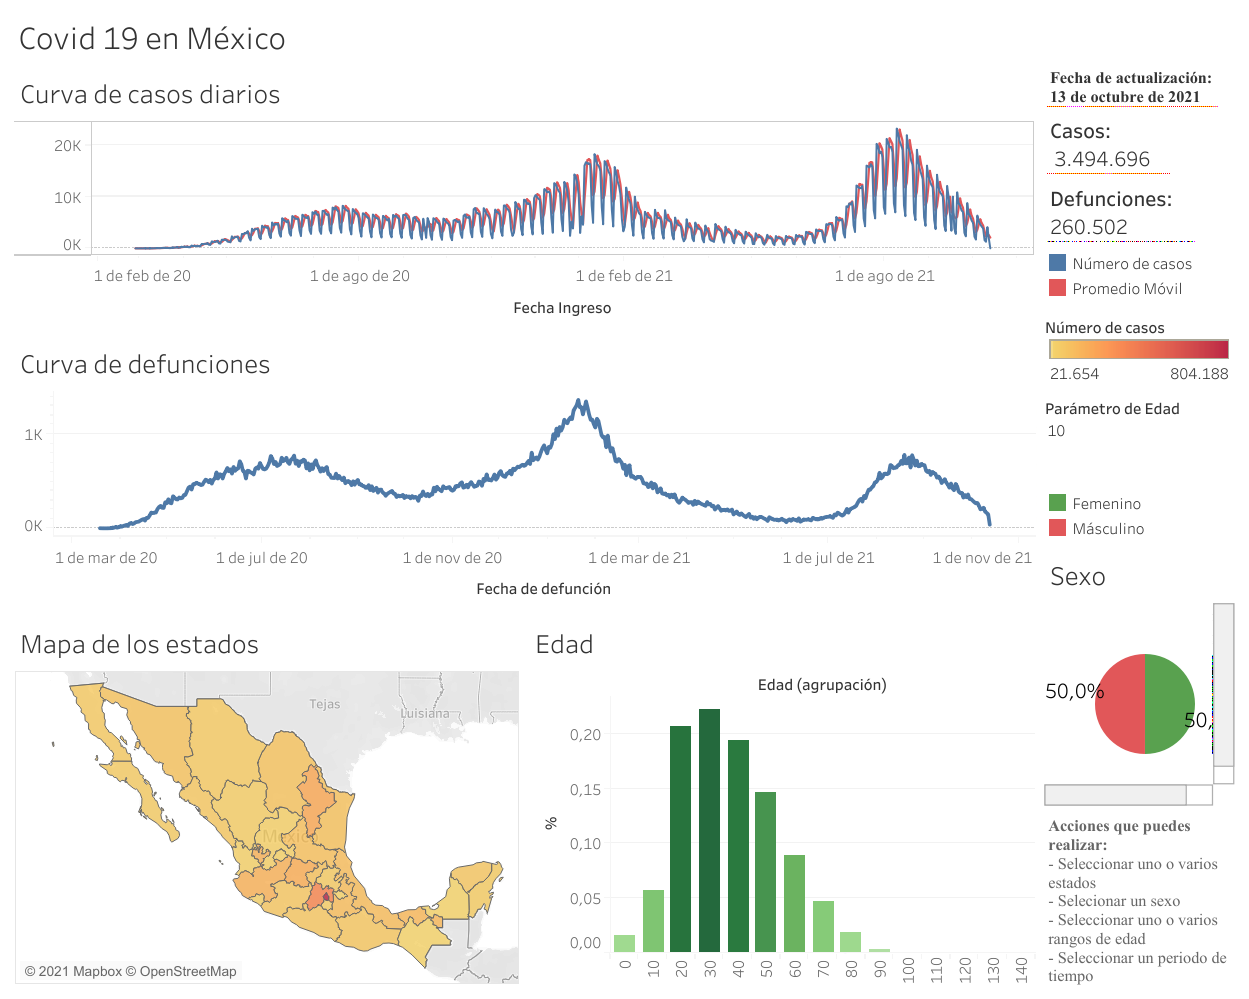 Covid 19 en México
Curva de casos diarios
20K
10K
0K
1 de feb de 20
1 de ago de 20
1 de feb de 21
1 de ago de 21
Fecha Ingreso
Fecha de actualización:
13 de octubre de 2021
Casos:
3.494.696
Defunciones:
260.502
Número de casos
Promedio Móvil
Número de casos
21.654 804.188
Parámetro de Edad
10
Femenino
Másculino
Curva de defunciones
1K
0K
1 de mar de 20
1 de jul de 20
1 de nov de 20
1 de mar de 21
1 de jul de 21
1 de nov de 21
Fecha de defunción
Mapa de los estados
Tejas
Luisiana
México
© 2021 Mapbox © OpenStreetMap
Edad
Edad (agrupación)
%
0,20
0,15
0,10
0,05
0,00
0
10
20
30
40
50
60
70
80
90
100
110
120
130
140
Sexo
50,0%
50,
Acciones que puedes
realizar:
- Seleccionar uno o varios
estados
- Selecionar un sexo
- Seleccionar uno o varios
rangos de edad
- Seleccionar un periodo de
tiempo